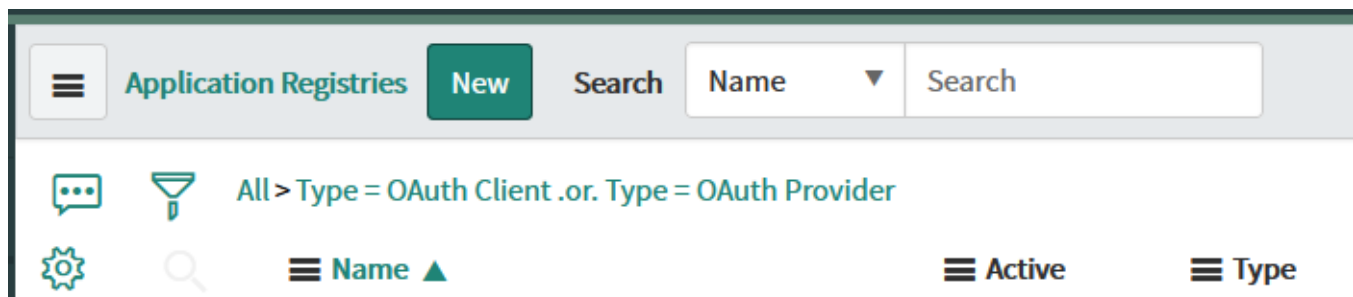 Application Registries New Search Name Search
All > Type = OAuth Client .or. Type = OAuth Provider
Name Active Type